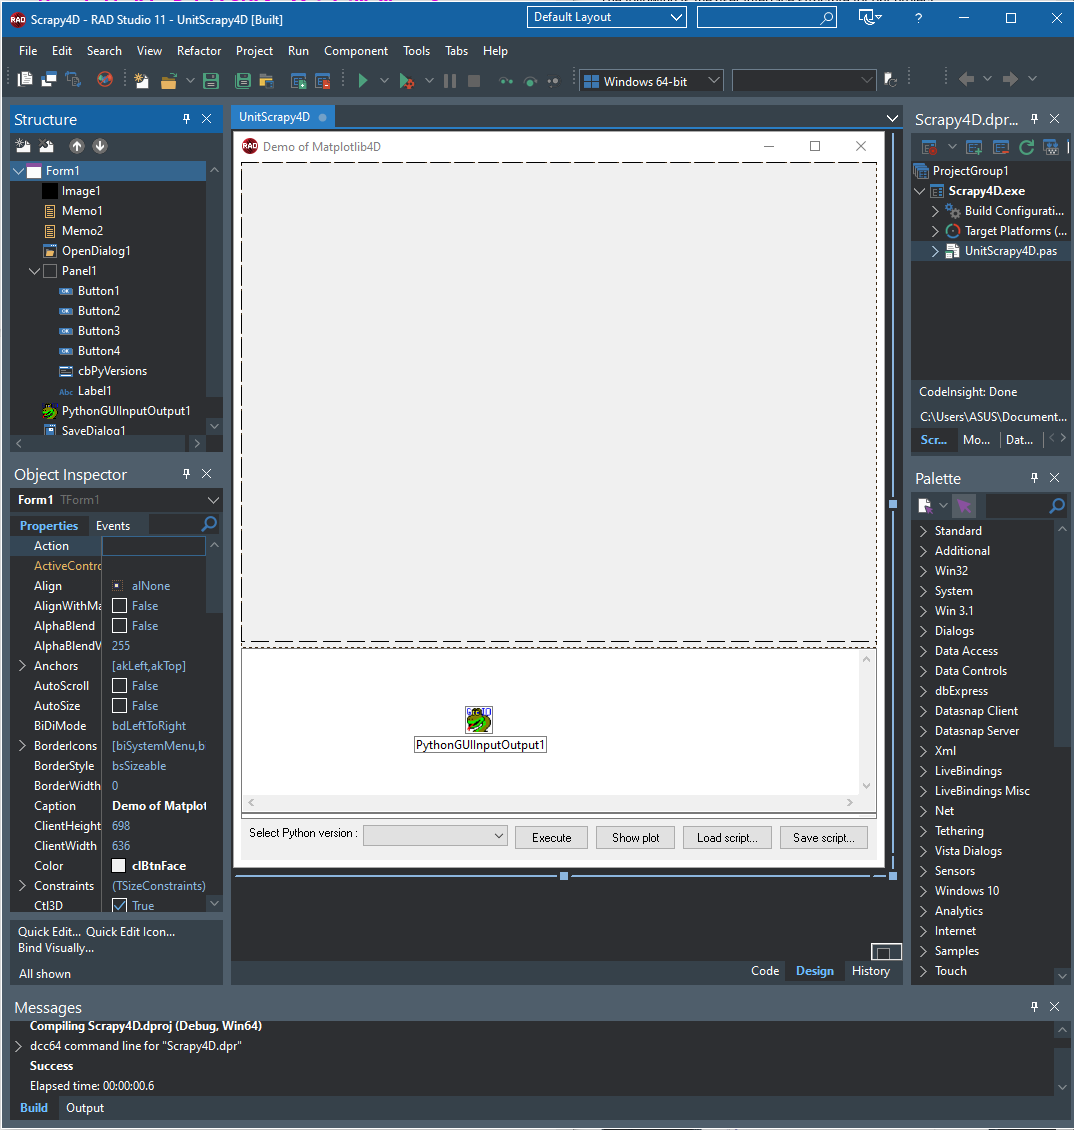 Scrapy4D - RAD Studio 11 - UnitScrapy4D [Built]
Default Layout
?
File Edit Search View Refactor Project Run Component Tools Tabs Help
Windows 64-bit
Structure
Form1
Image1
Memo1
Memo2
OpenDialog1
Panel1
Button1
Button2
Button3
Button4
cbPyVersions
Abc Label1
PythonGUIInputOutput1
SaveDialog1
Object Inspector
Form1 TForm1
Properties Events
Action
ActiveContro
Align alNone
AlignWithMa False
AlphaBlend False
AlphaBlendV 255
Anchors [akLeft,akTop]
AutoScroll False
AutoSize False
BiDiMode bdLeftToRight
BorderIcons [biSystemMenu,b
BorderStyle bsSizeable
BorderWidth 0
Caption Demo of Matplot
ClientHeight 698
ClientWidth 636
Color clBtnFace
Constraints (TSizeConstraints)
Ctl3D True
Quick Edit... Quick Edit Icon...
Bind Visually...
All shown
UnitScrapy4D
RAD Demo of Matplotlib4D
PythonGUIInputOutput1
Select Python version :
Execute Show plot Load script... Save script...
Code Design History
Scrapy4D.dpr...
ProjectGroup1
Scrapy4D.exe
Build Configurati...
Target Platforms (...
UnitScrapy4D.pas
CodeInsight: Done
C:\Users\ASUS\Document...
Scr... Mo... Dat...
Palette
Standard
Additional
Win32
System
Win 3.1
Dialogs
Data Access
Data Controls
dbExpress
Datasnap Client
Datasnap Server
Xml
LiveBindings
LiveBindings Misc
Net
Tethering
Vista Dialogs
Sensors
Windows 10
Analytics
Internet
Samples
Touch
Messages
Compiling Scrapy4D.dproj (Debug, Win64)
dcc64 command line for "Scrapy4D.dpr"
Success
Elapsed time: 00:00:00.6
Build Output